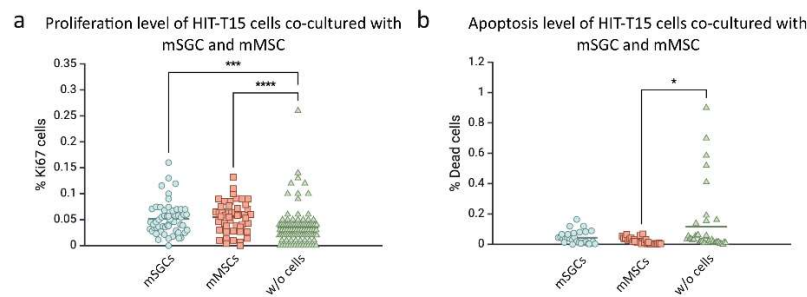 a
Proliferation level of HIT-T15 cells co-cultured with
mSGC and mMSC
% Ki67 cells
0.35
0.3
0.25
0.2
0.15
0.1
0.05
0
***
****
mSGCs
mMSCs
w/o cells
b
Apoptosis level of HIT-T15 cells co-cultured with
mSGC and mMSC
% Dead cells
1.2
1
0.8
0.6
0.4
0.2
0
*
mSGCs
mMSCs
w/o cells